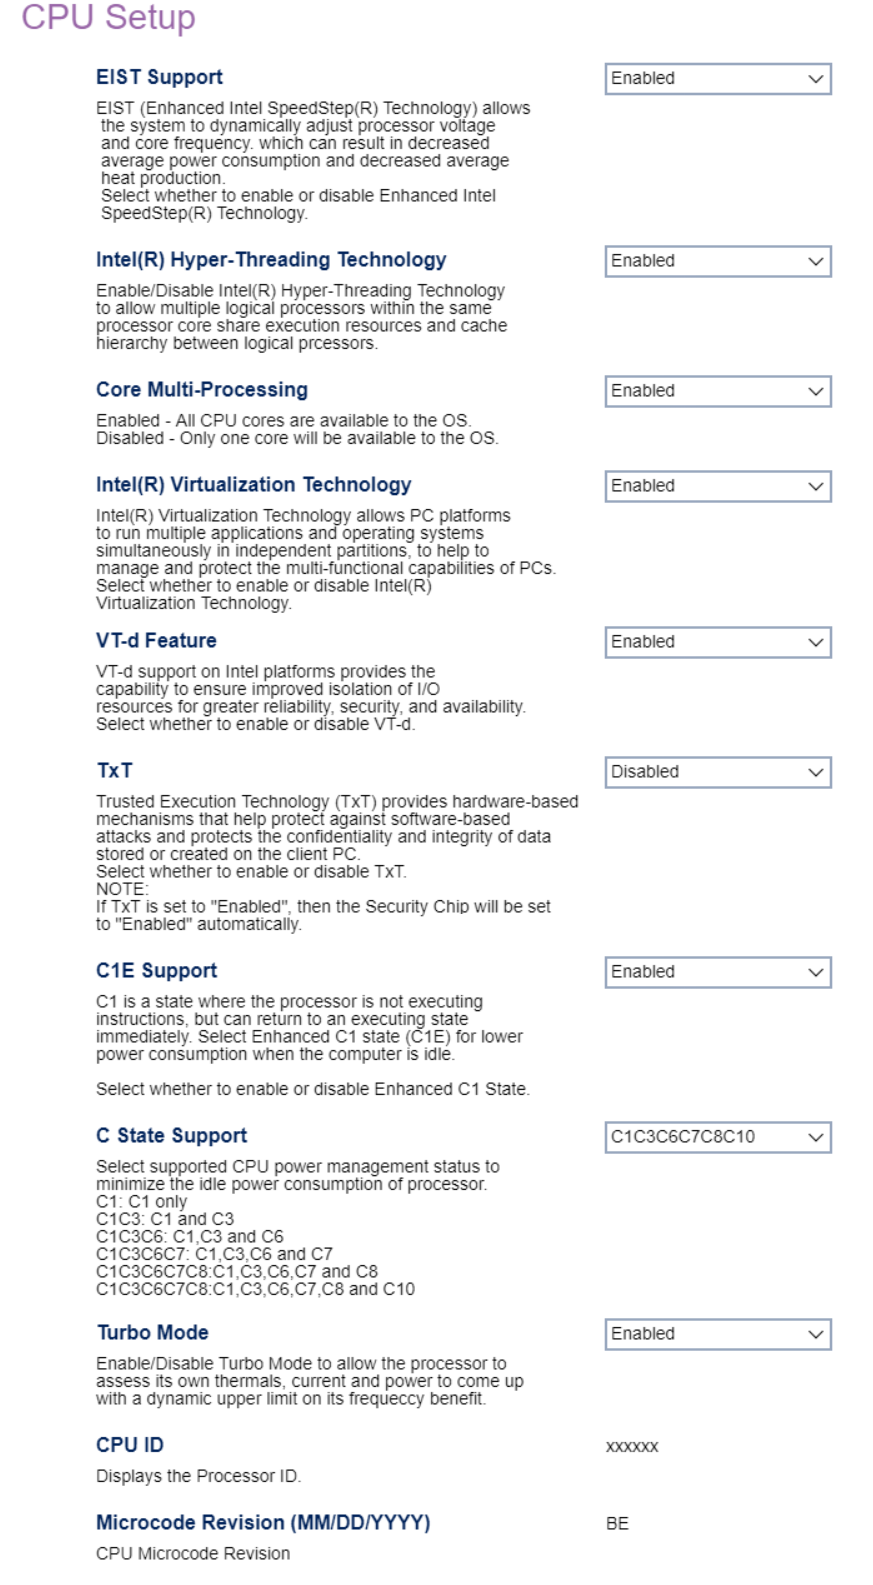 CPU Setup
EIST Support
Enabled
EIST (Enhanced Intel SpeedStep(R) Technology) allows
the system to dynamically adjust processor voltage
and core frequency. which can result in decreased
average power consumption and decreased average
heat production.
Select whether to enable or disable Enhanced Intel
SpeedStep(R) Technology.
Intel(R) Hyper-Threading Technology
Enabled
Enable/Disable Intel(R) Hyper-Threading Technology
to allow multiple logical processors within the same
processor core share execution resources and cache
hierarchy between logical prcessors.
Core Multi-Processing
Enabled
Enabled - All CPU cores are available to the OS.
Disabled - Only one core will be available to the OS.
Intel(R) Virtualization Technology
Enabled
Intel(R) Virtualization Technology allows PC platforms
to run multiple applications and operating systems
simultaneously in independent partitions, to help to
manage and protect the multi-functional capabilities of PCs.
Select whether to enable or disable Intel(R)
Virtualization Technology.
VT-d Feature
Enabled
VT-d support on Intel platforms provides the
capability to ensure improved isolation of I/O
resources for greater reliability, security, and availability.
Select whether to enable or disable VT-d.
TxT
Disabled
Trusted Execution Technology (TxT) provides hardware-based
mechanisms that help protect against software-based
attacks and protects the confidentiality and integrity of data
stored or created on the client PC.
Select whether to enable or disable TxT.
NOTE:
If TxT is set to "Enabled", then the Security Chip will be set
to "Enabled" automatically.
C1E Support
Enabled
C1 is a state where the processor is not executing
instructions, but can return to an executing state
immediately. Select Enhanced C1 state (C1E) for lower
power consumption when the computer is idle.
Select whether to enable or disable Enhanced C1 State.
C State Support
C1C3C6C7C8C10
Select supported CPU power management status to
minimize the idle power consumption of processor.
C1: C1 only
C1C3: C1 and C3
C1C3C6: C1,C3 and C6
C1C3C6C7: C1,C3,C6 and C7
C1C3C6C7C8:C1,C3,C6,C7 and C8
C1C3C6C7C8:C1,C3,C6,C7,C8 and C10
Turbo Mode
Enabled
Enable/Disable Turbo Mode to allow the processor to
assess its own thermals, current and power to come up
with a dynamic upper limit on its frequeccy benefit.
CPU ID
xxxxxx
Displays the Processor ID.
Microcode Revision (MM/DD/YYYY)
BE
CPU Microcode Revision